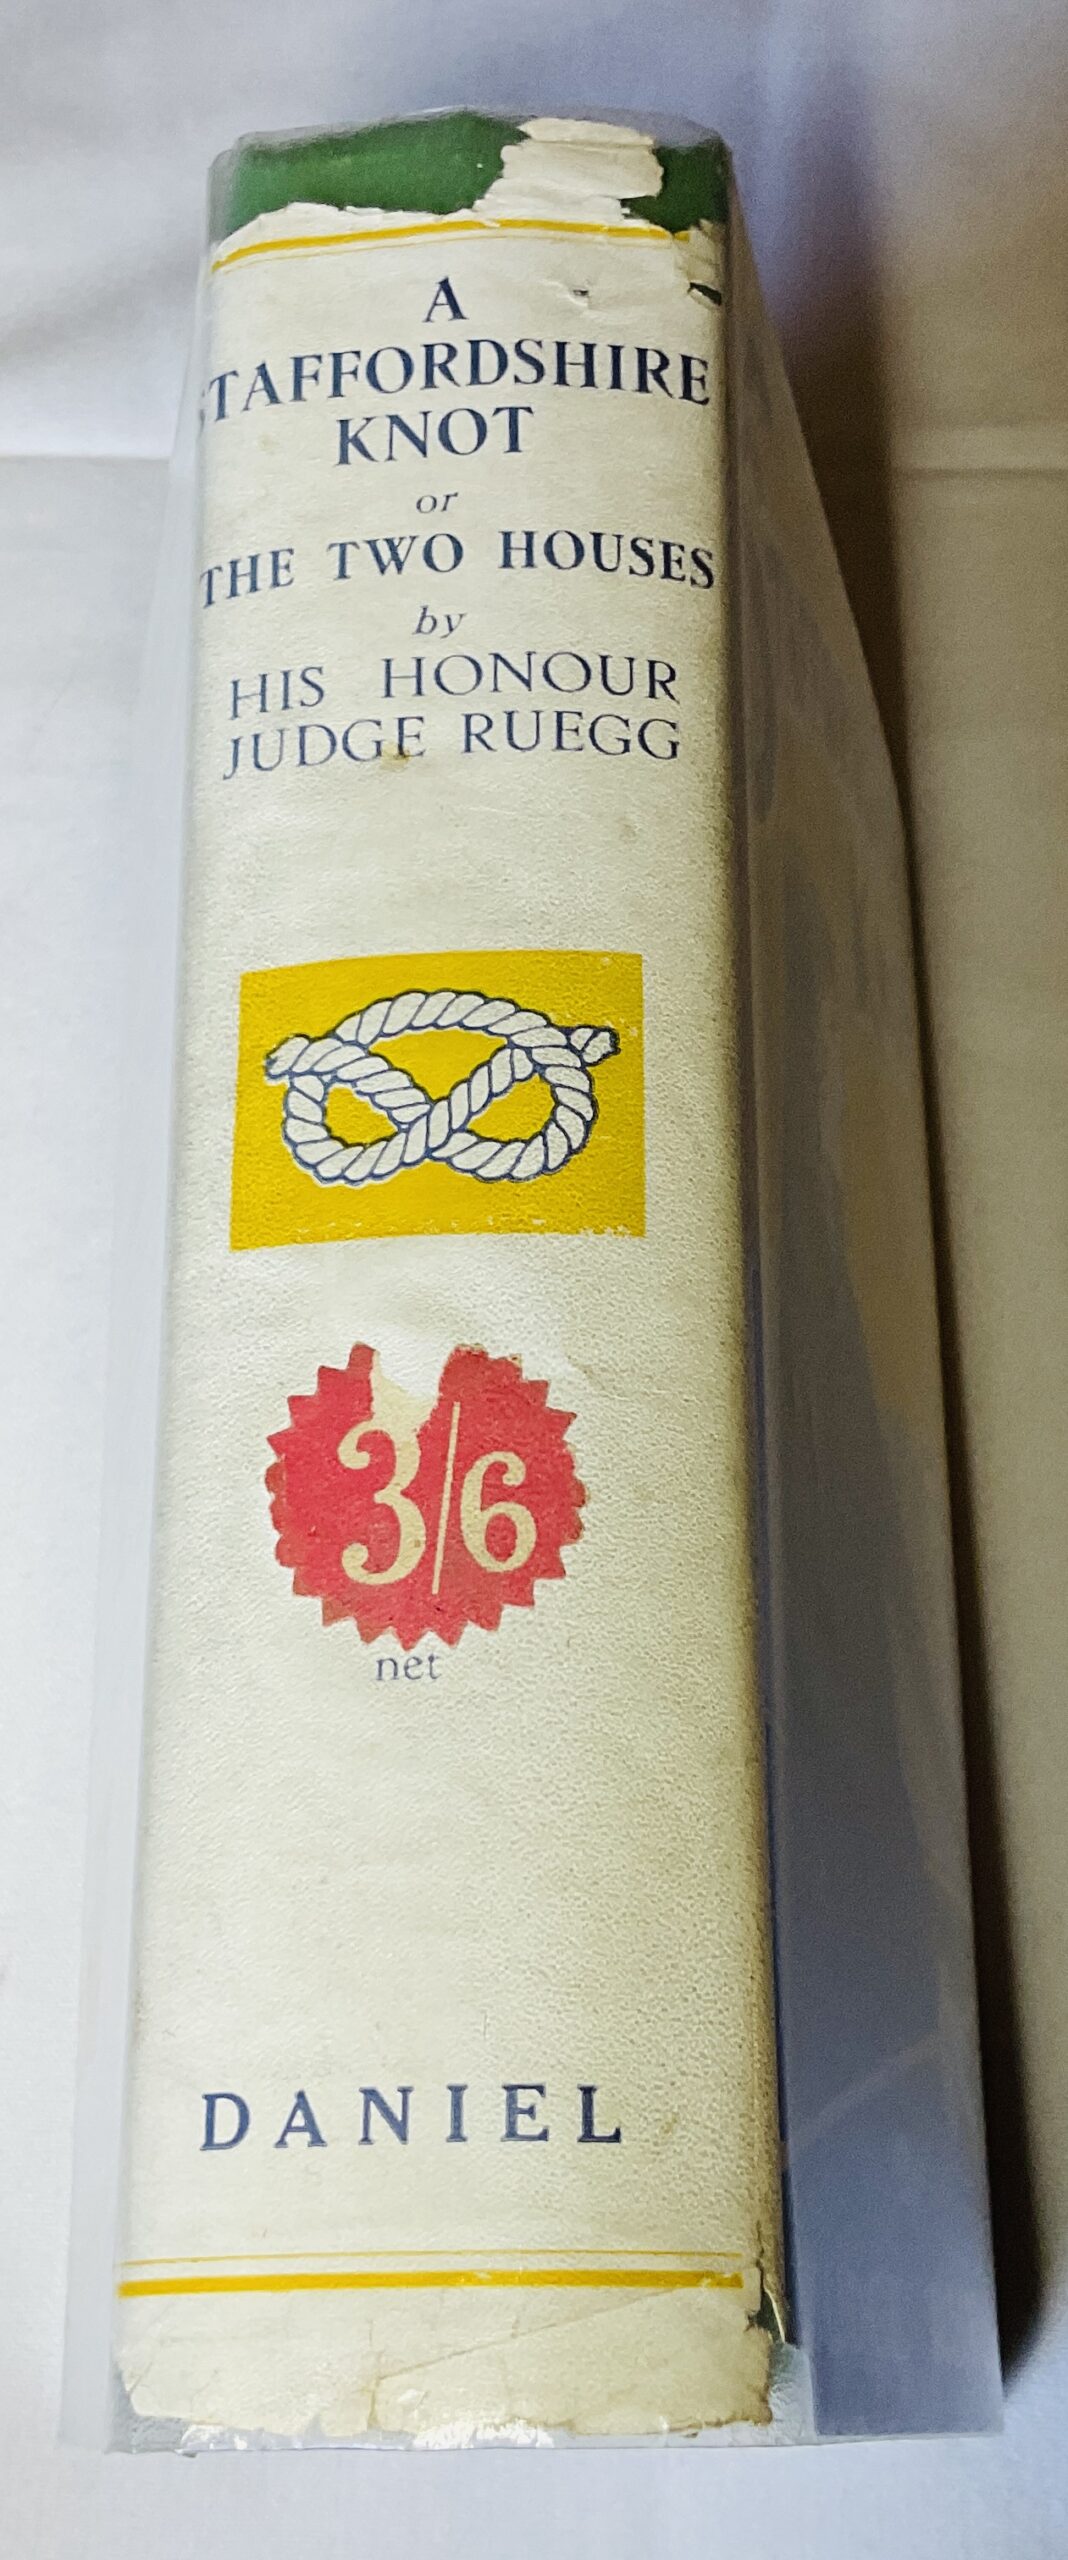 A
STAFFORDSHIRE
KNOT
or
THE TWO HOUSES
by
HIS HONOUR
JUDGE RUEGG
3/6
net
DANIEL